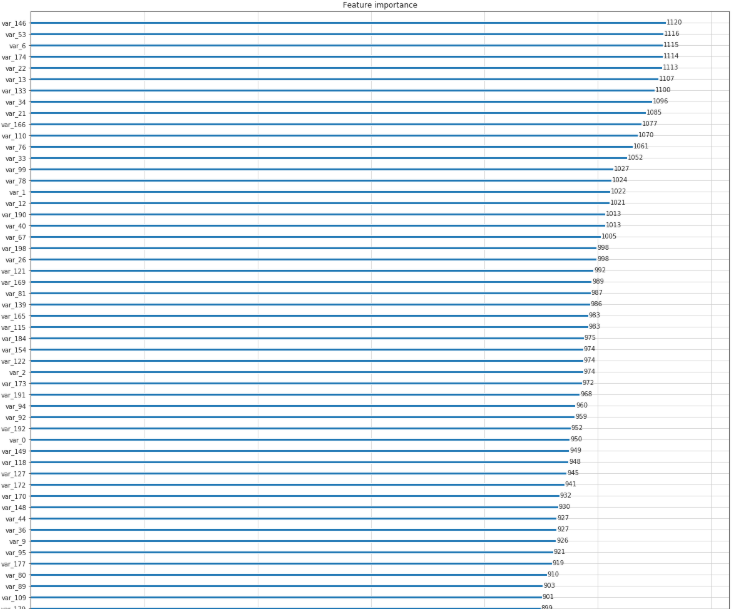 Feature importance
var_146 1120
var_53 1116
var_6 1115
var_174 1114
var_22 1113
var_13 1107
var_133 1100
var_34 1096
var_21 1085
var_166 1077
var_110 1070
var_76 1061
var_33 1052
var_99 1027
var_78 1024
var_1 1022
var_12 1021
var_190 1013
var_40 1013
var_67 1005
var_198 998
var_26 998
var_121 992
var_169 989
var_81 987
var_139 986
var_165 983
var_115 983
var_184 975
var_154 974
var_122 974
var_2 974
var_173 972
var_191 968
var_94 960
var_92 959
var_192 952
var_0 950
var_149 949
var_118 948
var_127 945
var_172 941
var_170 932
var_148 930
var_44 927
var_36 927
var_9 926
var_95 921
var_177 919
var_80 910
var_89 903
var_109 901
var_179 899